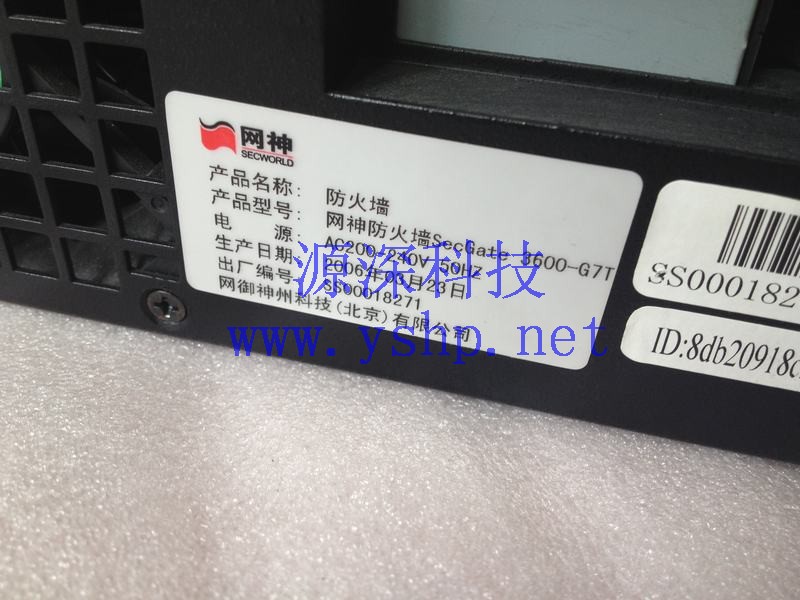 网神
SECWORLD
产品名称： 防火墙
产品型号： 网神防火墙SecGate 3600-G7T
电　　源： AC200-240V 50HZ
生产日期： 2006年03月23日
出厂编号： SS00018271
网御神州科技(北京)有限公司
SS000182
ID:8db20918c
源深科技
www.yshp.net